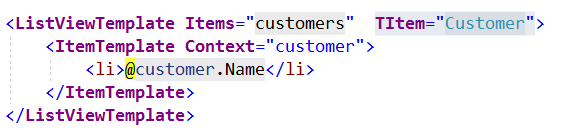 <ListViewTemplate Items="customers"  TItem="Customer">
    <ItemTemplate Context="customer">
        <li>@customer.Name</li>
    </ItemTemplate>
</ListViewTemplate>